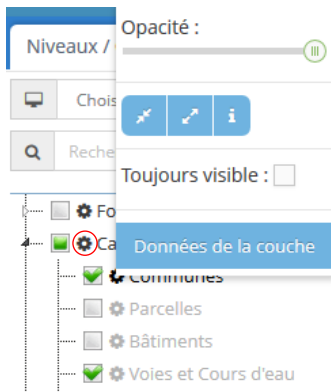 Niveaux /
Opacité :
Chois
Reche
Toujours visible :
Fo
Ca
Données de la couche
Communes
Parcelles
Bâtiments
Voies et Cours d'eau